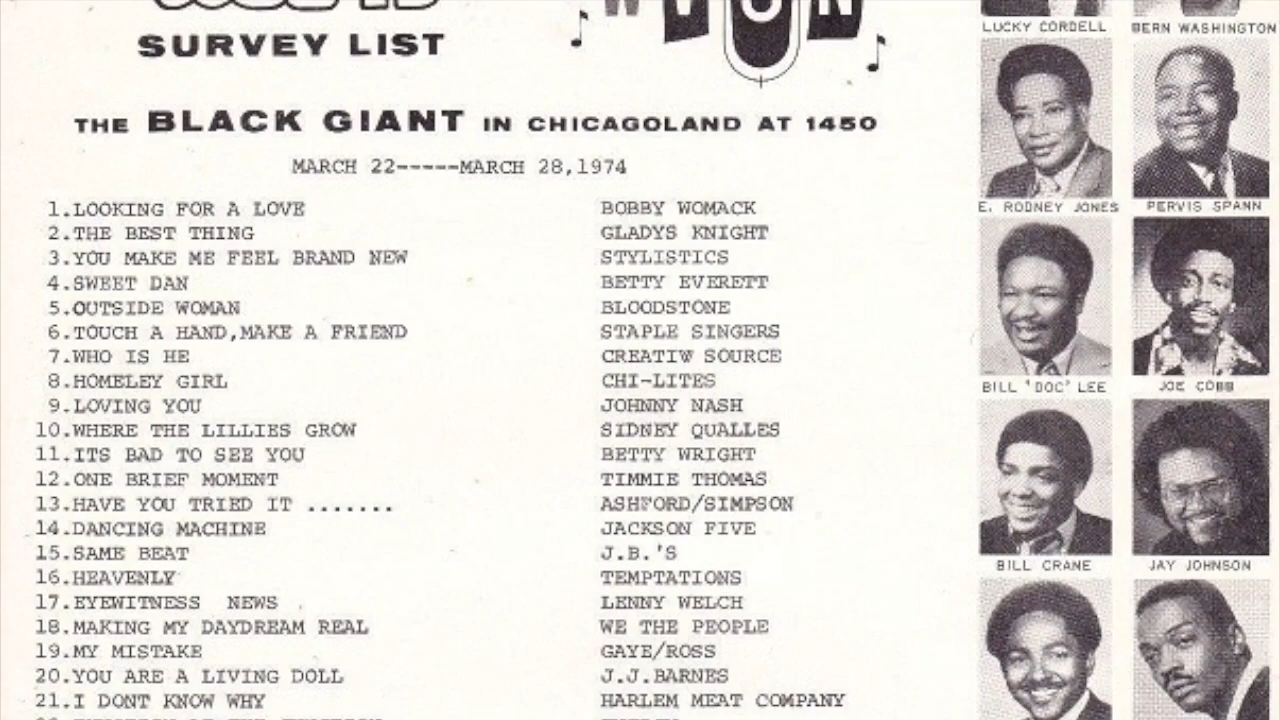 WVON
SURVEY LIST
THE BLACK GIANT IN CHICAGOLAND AT 1450
MARCH 22-----MARCH 28,1974
1.LOOKING FOR A LOVE BOBBY WOMACK
2.THE BEST THING GLADYS KNIGHT
3.YOU MAKE ME FEEL BRAND NEW STYLISTICS
4.SWEET DAN BETTY EVERETT
5.OUTSIDE WOMAN BLOODSTONE
6.TOUCH A HAND,MAKE A FRIEND STAPLE SINGERS
7.WHO IS HE CREATIW SOURCE
8.HOMELEY GIRL CHI-LITES
9.LOVING YOU JOHNNY NASH
10.WHERE THE LILLIES GROW SIDNEY QUALLES
11.ITS BAD TO SEE YOU BETTY WRIGHT
12.ONE BRIEF MOMENT TIMMIE THOMAS
13.HAVE YOU TRIED IT ....... ASHFORD/SIMPSON
14.DANCING MACHINE JACKSON FIVE
15.SAME BEAT J.B.'S
16.HEAVENLY TEMPTATIONS
17.EYEWITNESS NEWS LENNY WELCH
18.MAKING MY DAYDREAM REAL WE THE PEOPLE
19.MY MISTAKE GAYE/ROSS
20.YOU ARE A LIVING DOLL J.J.BARNES
21.I DONT KNOW WHY HARLEM MEAT COMPANY
LUCKY CORDELL BERN WASHINGTON
E. RODNEY JONES PERVIS SPANN
BILL 'DOC' LEE JOE COBB
BILL CRANE JAY JOHNSON